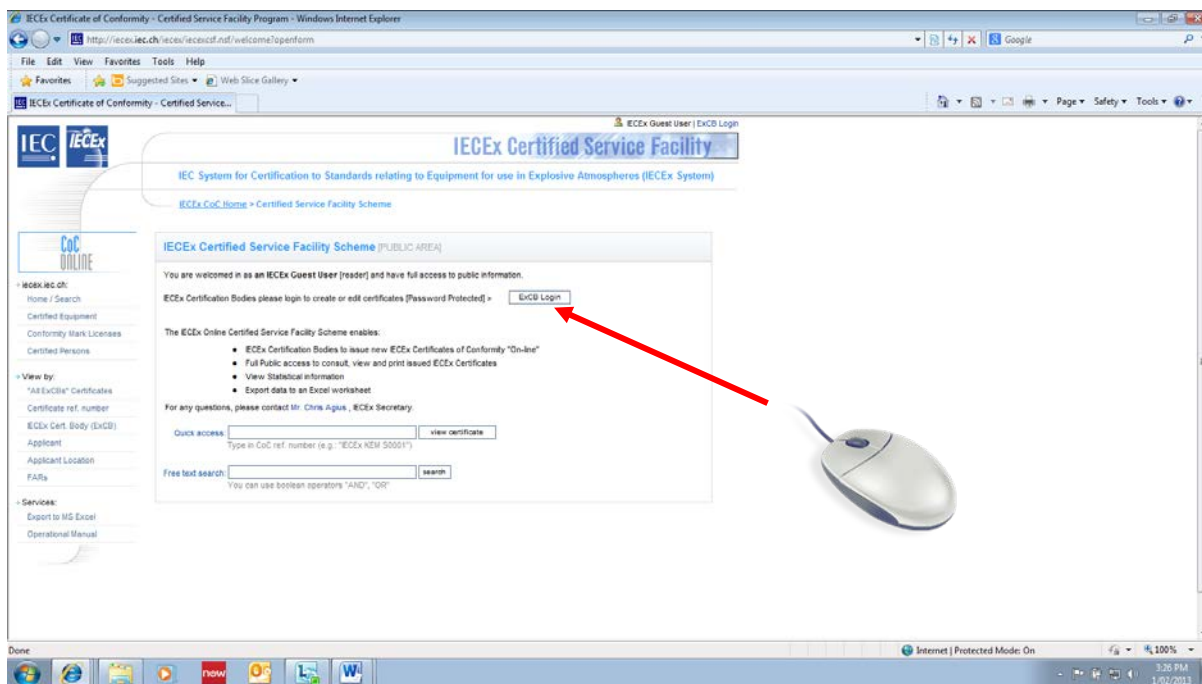 IECEx Certificate of Conformity - Certified Service Facility Program - Windows Internet Explorer
http://iecex.iec.ch/iecex/iecexcsf.nsf/welcome?openform
Google
File Edit View Favorites Tools Help
Favorites Suggested Sites Web Slice Gallery
IECEx Certificate of Conformity - Certified Service...
Page Safety Tools
IECEx Guest User | ExCB Login
IEC IECEx
IECEx Certified Service Facility
IEC System for Certification to Standards relating to Equipment for use in Explosive Atmospheres (IECEx System)
IECEx CoC Home > Certified Service Facility Scheme
CoC
ONLINE
iecex.iec.ch:
Home / Search
Certified Equipment
Conformity Mark Licenses
Certified Persons
View by:
"All ExCBs" Certificates
Certificate ref. number
IECEx Cert. Body (ExCB)
Applicant
Applicant Location
FARs
Services:
Export to MS Excel
Operational Manual
IECEx Certified Service Facility Scheme [PUBLIC AREA]
You are welcomed in as an IECEx Guest User [reader] and have full access to public information.
IECEx Certification Bodies please login to create or edit certificates [Password Protected] » ExCB Login
The IECEx Online Certified Service Facility Scheme enables:
• IECEx Certification Bodies to issue new IECEx Certificates of Conformity "On-line"
• Full Public access to consult, view and print issued IECEx Certificates
• View Statistical information
• Export data to an Excel worksheet
For any questions, please contact Mr. Chris Agius , IECEx Secretary.
Quick access: view certificate
Type in CoC ref. number (e.g.: "IECEx KEM S0001")
Free text search: search
You can use boolean operators "AND", "OR"
Done
Internet | Protected Mode: On
100%
now
3:26 PM
1/02/2013